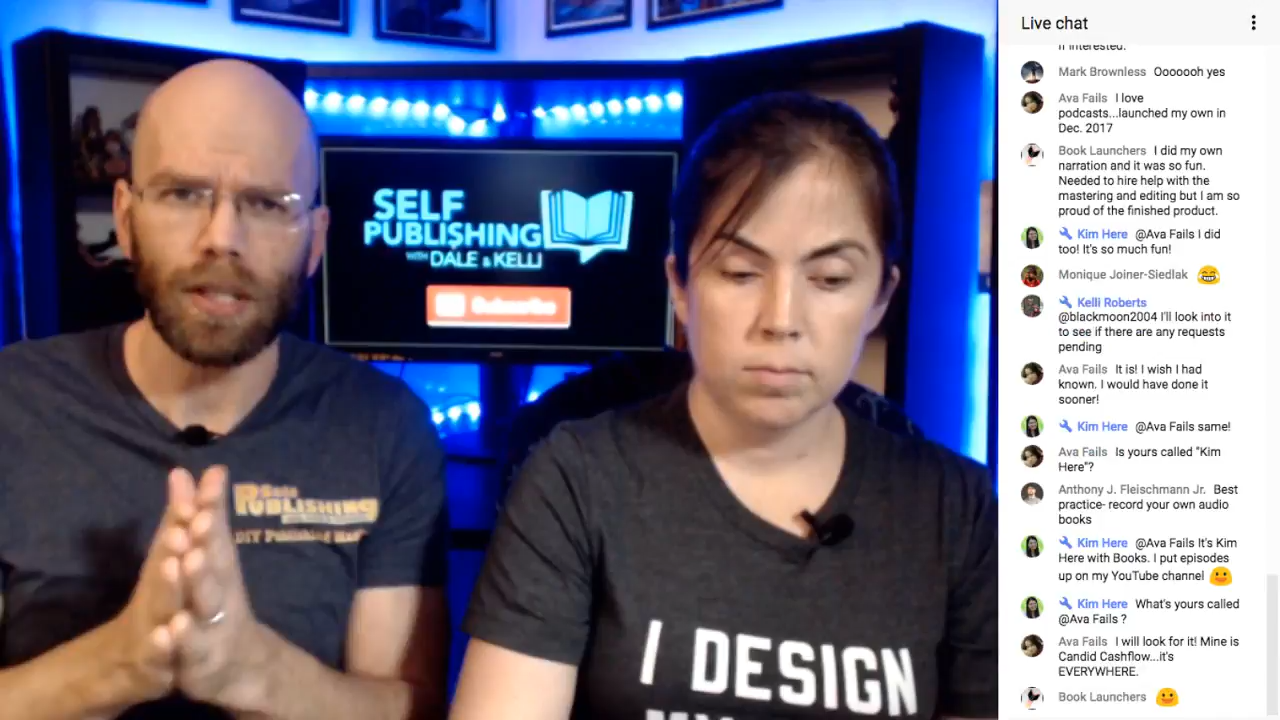 SELF
PUBLISHING
WITH DALE & KELLI
Subscribe
PUBLISHING
I DESIGN
Live chat
if interested.
Mark Brownless Ooooooh yes
Ava Fails I love
podcasts...launched my own in
Dec. 2017
Book Launchers I did my own
narration and it was so fun.
Needed to hire help with the
mastering and editing but I am so
proud of the finished product.
Kim Here @Ava Fails I did
too! It's so much fun!
Monique Joiner-Siedlak
Kelli Roberts
@blackmoon2004 I'll look into it
to see if there are any requests
pending
Ava Fails It is! I wish I had
known. I would have done it
sooner!
Kim Here @Ava Fails same!
Ava Fails Is yours called "Kim
Here"?
Anthony J. Fleischmann Jr. Best
practice- record your own audio
books
Kim Here @Ava Fails It's Kim
Here with Books. I put episodes
up on my YouTube channel
Kim Here What's yours called
@Ava Fails ?
Ava Fails I will look for it! Mine is
Candid Cashflow...it's
EVERYWHERE.
Book Launchers